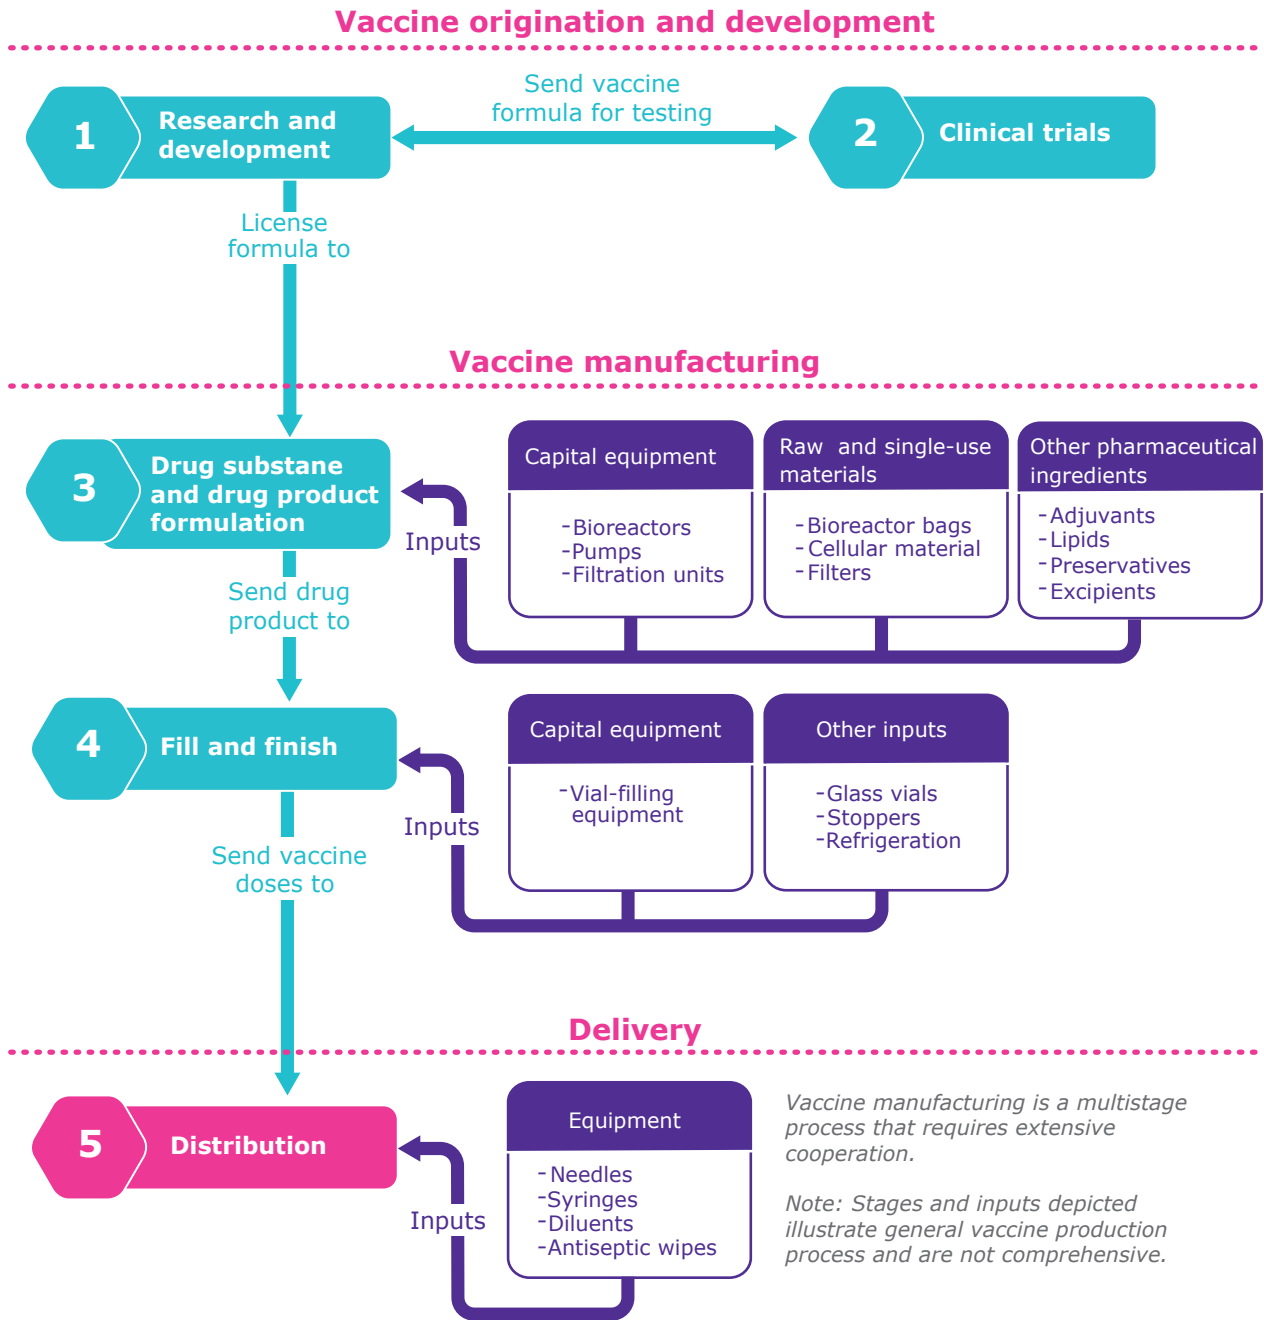 Vaccine origination and development
1
Research and
development
Send vaccine
formula for testing
2
Clinical trials
License
formula to
Vaccine manufacturing
3
Drug substane
and drug product
formulation
Inputs
Capital equipment
-Bioreactors
-Pumps
-Filtration units
Raw and single-use
materials
-Bioreactor bags
-Cellular material
-Filters
Other pharmaceutical
ingredients
-Adjuvants
-Lipids
-Preservatives
-Excipients
Send drug
product to
4
Fill and finish
Inputs
Capital equipment
-Vial-filling
equipment
Other inputs
-Glass vials
-Stoppers
-Refrigeration
Send vaccine
doses to
Delivery
5
Distribution
Inputs
Equipment
-Needles
-Syringes
-Diluents
-Antiseptic wipes
Vaccine manufacturing is a multistage
process that requires extensive
cooperation.
Note: Stages and inputs depicted
illustrate general vaccine production
process and are not comprehensive.